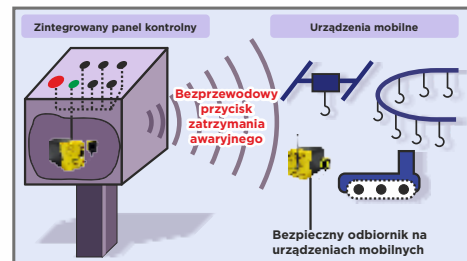 Zintegrowany panel kontrolny
Urządzenia mobilne
Bezprzewodowy
przycisk
zatrzymania
awaryjnego
Bezpieczny odbiornik na
urządzeniach mobilnych